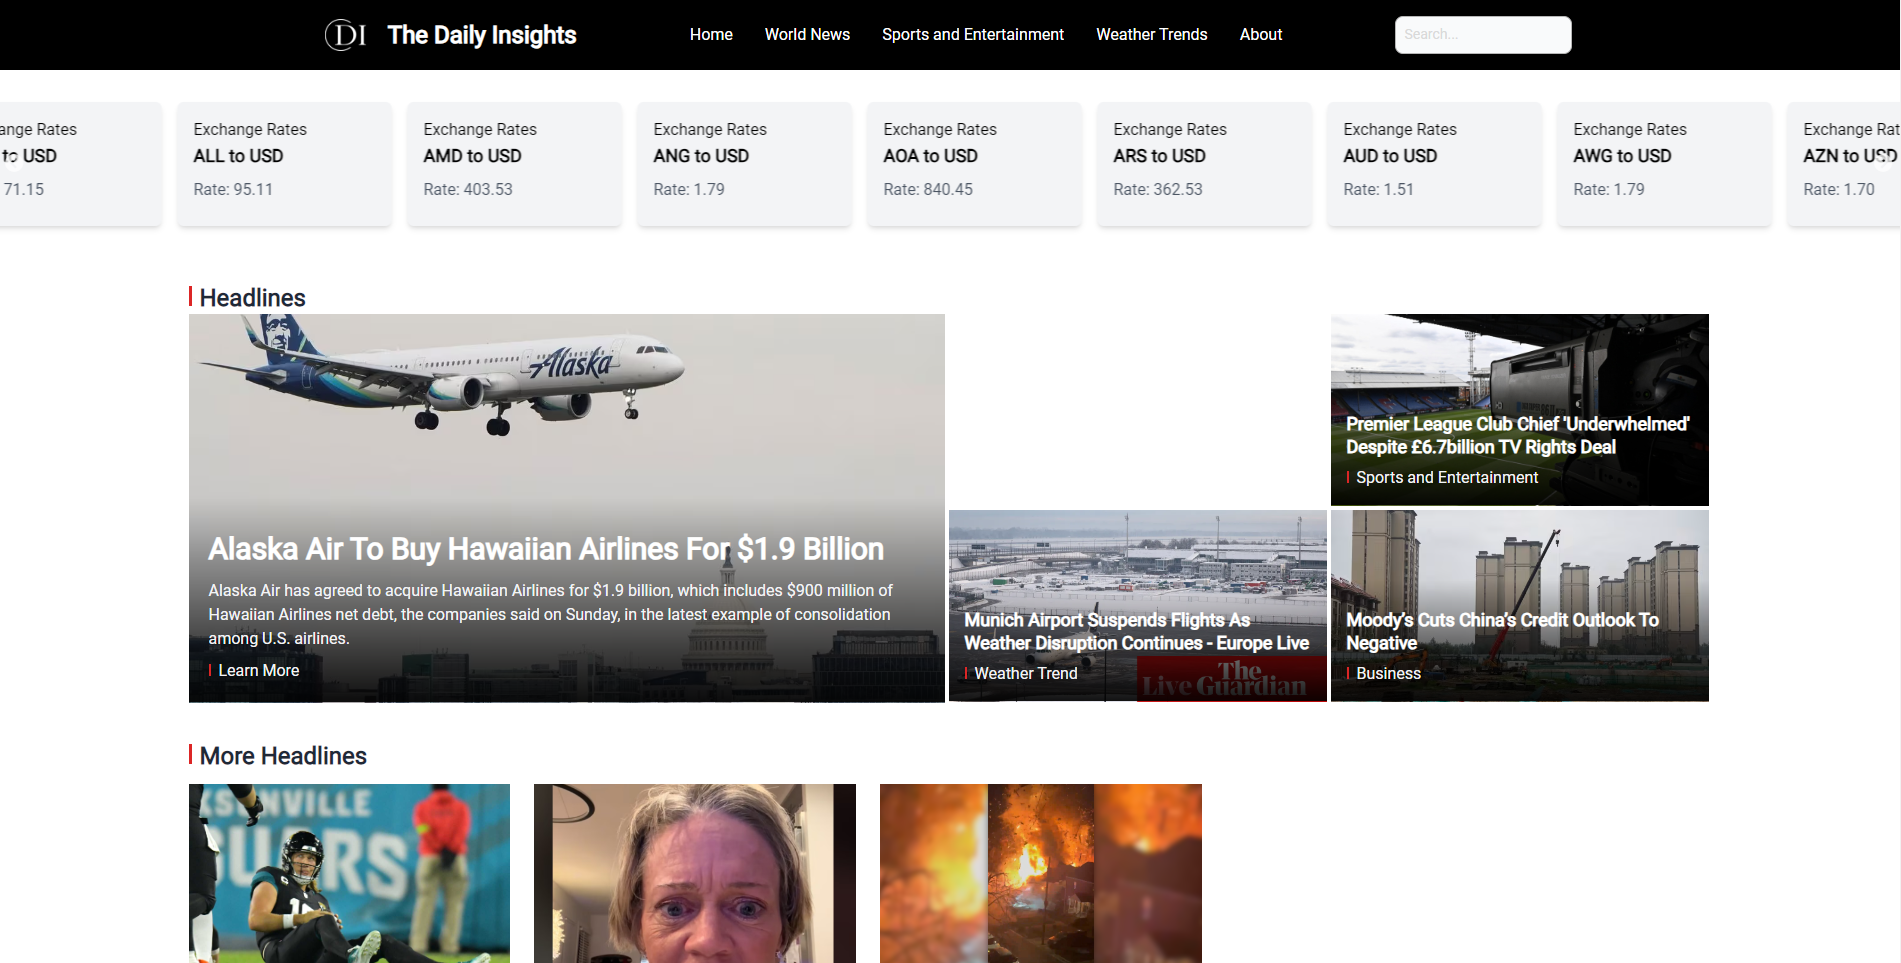 DI The Daily Insights
Home World News Sports and Entertainment Weather Trends About
Search...
ange Rates
to USD
71.15
Exchange Rates
ALL to USD
Rate: 95.11
Exchange Rates
AMD to USD
Rate: 403.53
Exchange Rates
ANG to USD
Rate: 1.79
Exchange Rates
AOA to USD
Rate: 840.45
Exchange Rates
ARS to USD
Rate: 362.53
Exchange Rates
AUD to USD
Rate: 1.51
Exchange Rates
AWG to USD
Rate: 1.79
Exchange Rat
AZN to USD
Rate: 1.70
Headlines
Alaska
Alaska Air To Buy Hawaiian Airlines For $1.9 Billion
Alaska Air has agreed to acquire Hawaiian Airlines for $1.9 billion, which includes $900 million of
Hawaiian Airlines net debt, the companies said on Sunday, in the latest example of consolidation
among U.S. airlines.
Learn More
Premier League Club Chief 'Underwhelmed'
Despite £6.7billion TV Rights Deal
Sports and Entertainment
Munich Airport Suspends Flights As
Weather Disruption Continues - Europe Live
Weather Trend
The
Live Guardian
Moody’s Cuts China’s Credit Outlook To
Negative
Business
More Headlines
KSONVILLE
GUARS